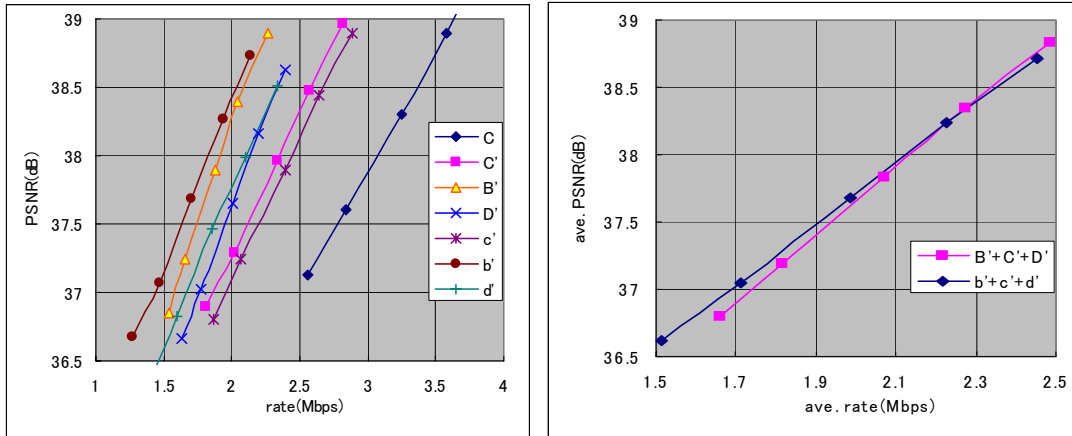 39
38.5
38
37.5
37
36.5
PSNR(dB)
1
1.5
2
2.5
3
3.5
4
rate(Mbps)
C
C'
B'
D'
c'
b'
d'
39
38.5
38
37.5
37
36.5
ave. PSNR(dB)
1.5
1.7
1.9
2.1
2.3
2.5
ave. rate(Mbps)
B'+C'+D'
b'+c'+d'